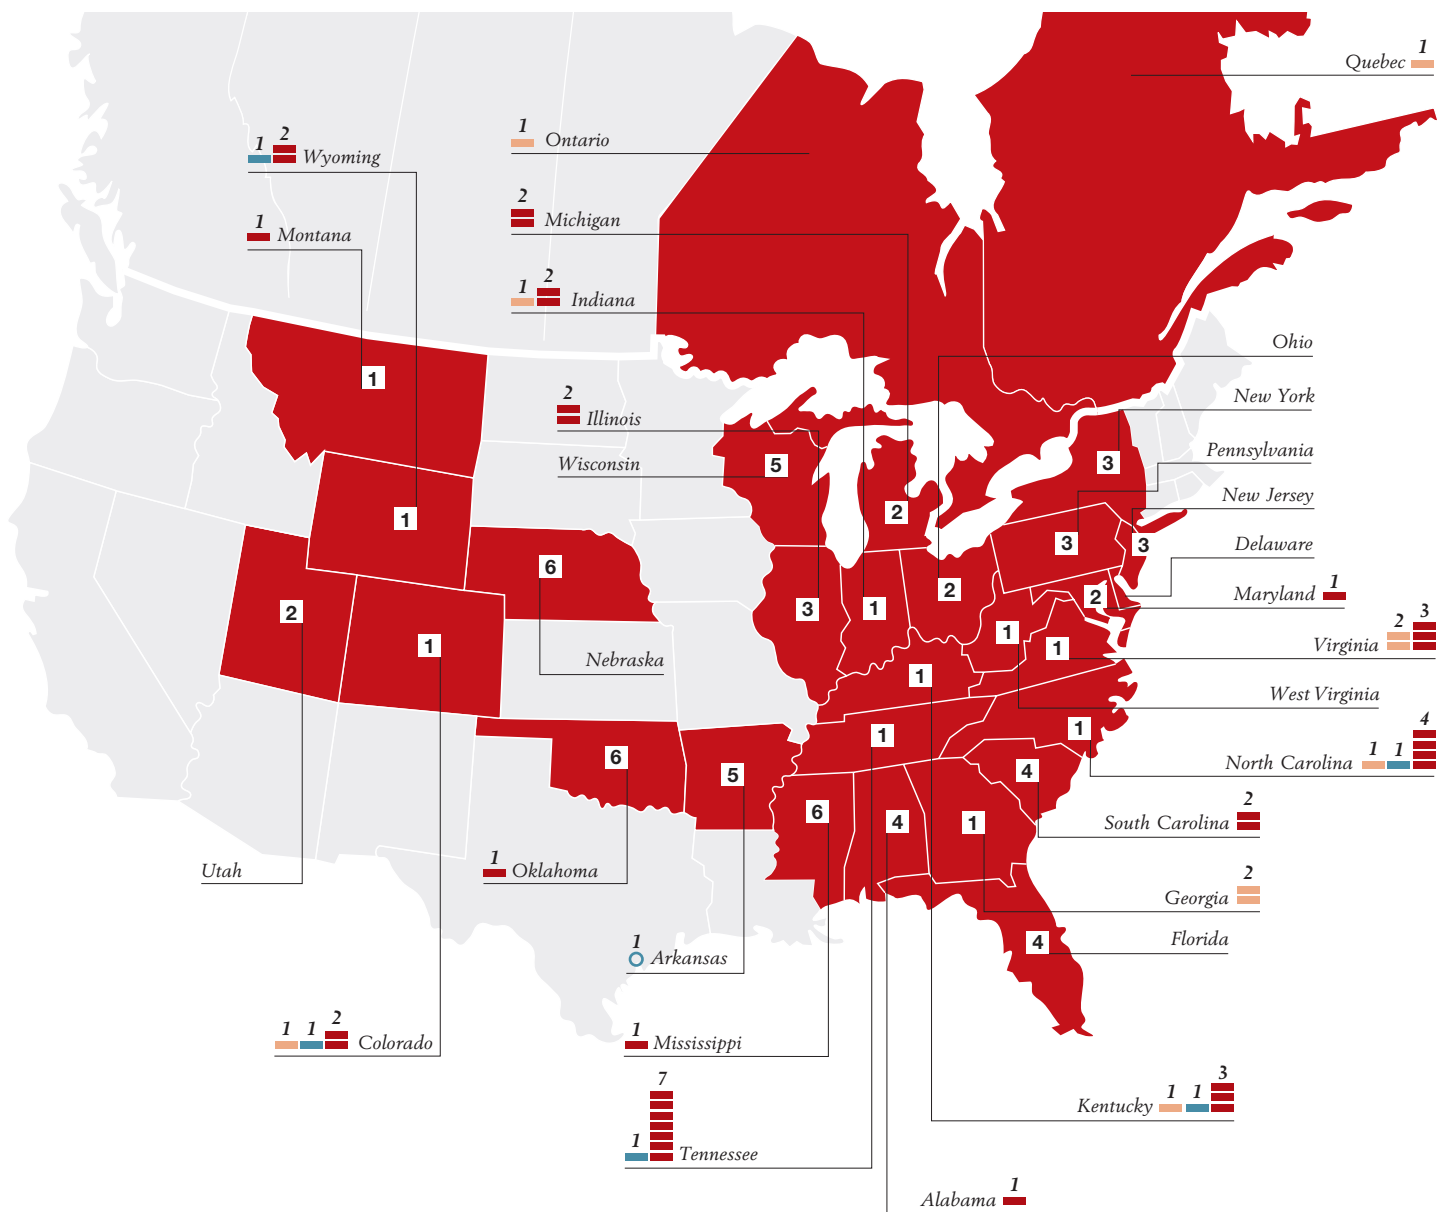 1
Quebec
1 2
Wyoming
1
Ontario
1
Montana
2
Michigan
1 2
Indiana
Ohio
1
2
Illinois
New York
Wisconsin
5
3
Pennsylvania
New Jersey
1
2
3
3
Delaware
6
2
Maryland
1
2
3
1
2
1
1
2 3
Virginia
1
1
Nebraska
West Virginia
1
1
1
4
North Carolina
1 1
6
5
4
2
South Carolina
6
4
1
Utah
1
Oklahoma
2
Georgia
4
Florida
1
Arkansas
1 1 2
Colorado
1
Mississippi
7
1
Tennessee
Kentucky
1 1 3
Alabama
1